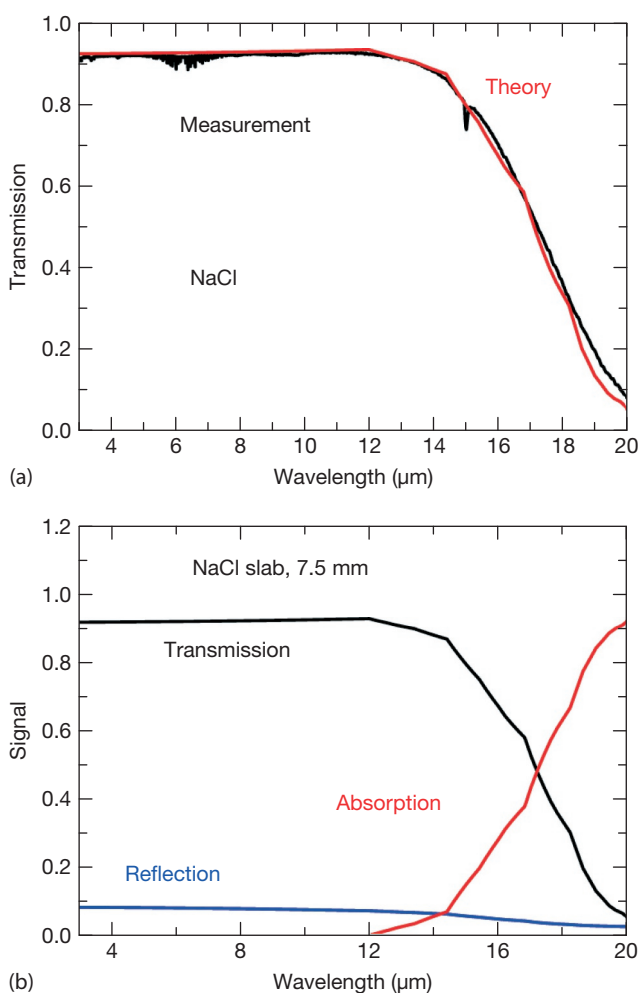 1.0
0.8
0.6
0.4
0.2
0.0
Transmission
Theory
Measurement
NaCl
4 6 8 10 12 14 16 18 20
Wavelength (µm)
(a)
1.2
1.0
0.8
0.6
0.4
0.2
0.0
Signal
NaCl slab, 7.5 mm
Transmission
Absorption
Reflection
4 8 12 16 20
Wavelength (µm)
(b)